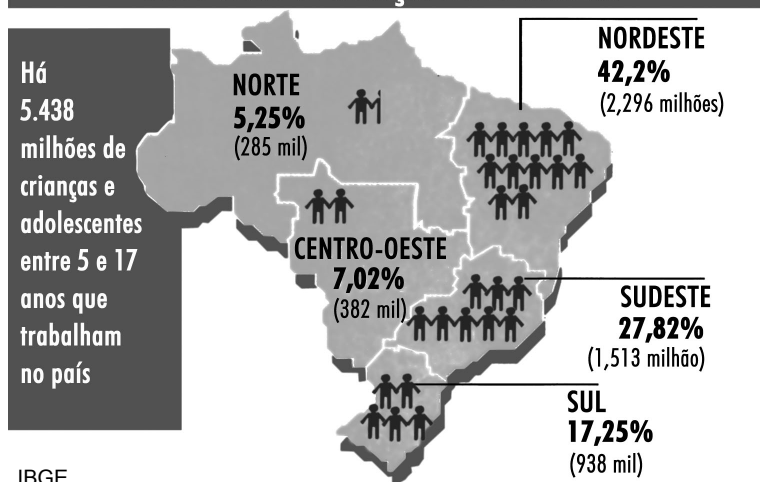 Há
5.438
milhões de
crianças e
adolescentes
entre 5 e 17
anos que
trabalham
no país
NORTE
5,25%
(285 mil)
NORDESTE
42,2%
(2,296 milhões)
CENTRO-OESTE
7,02%
(382 mil)
SUDESTE
27,82%
(1,513 milhão)
SUL
17,25%
(938 mil)
IBGE